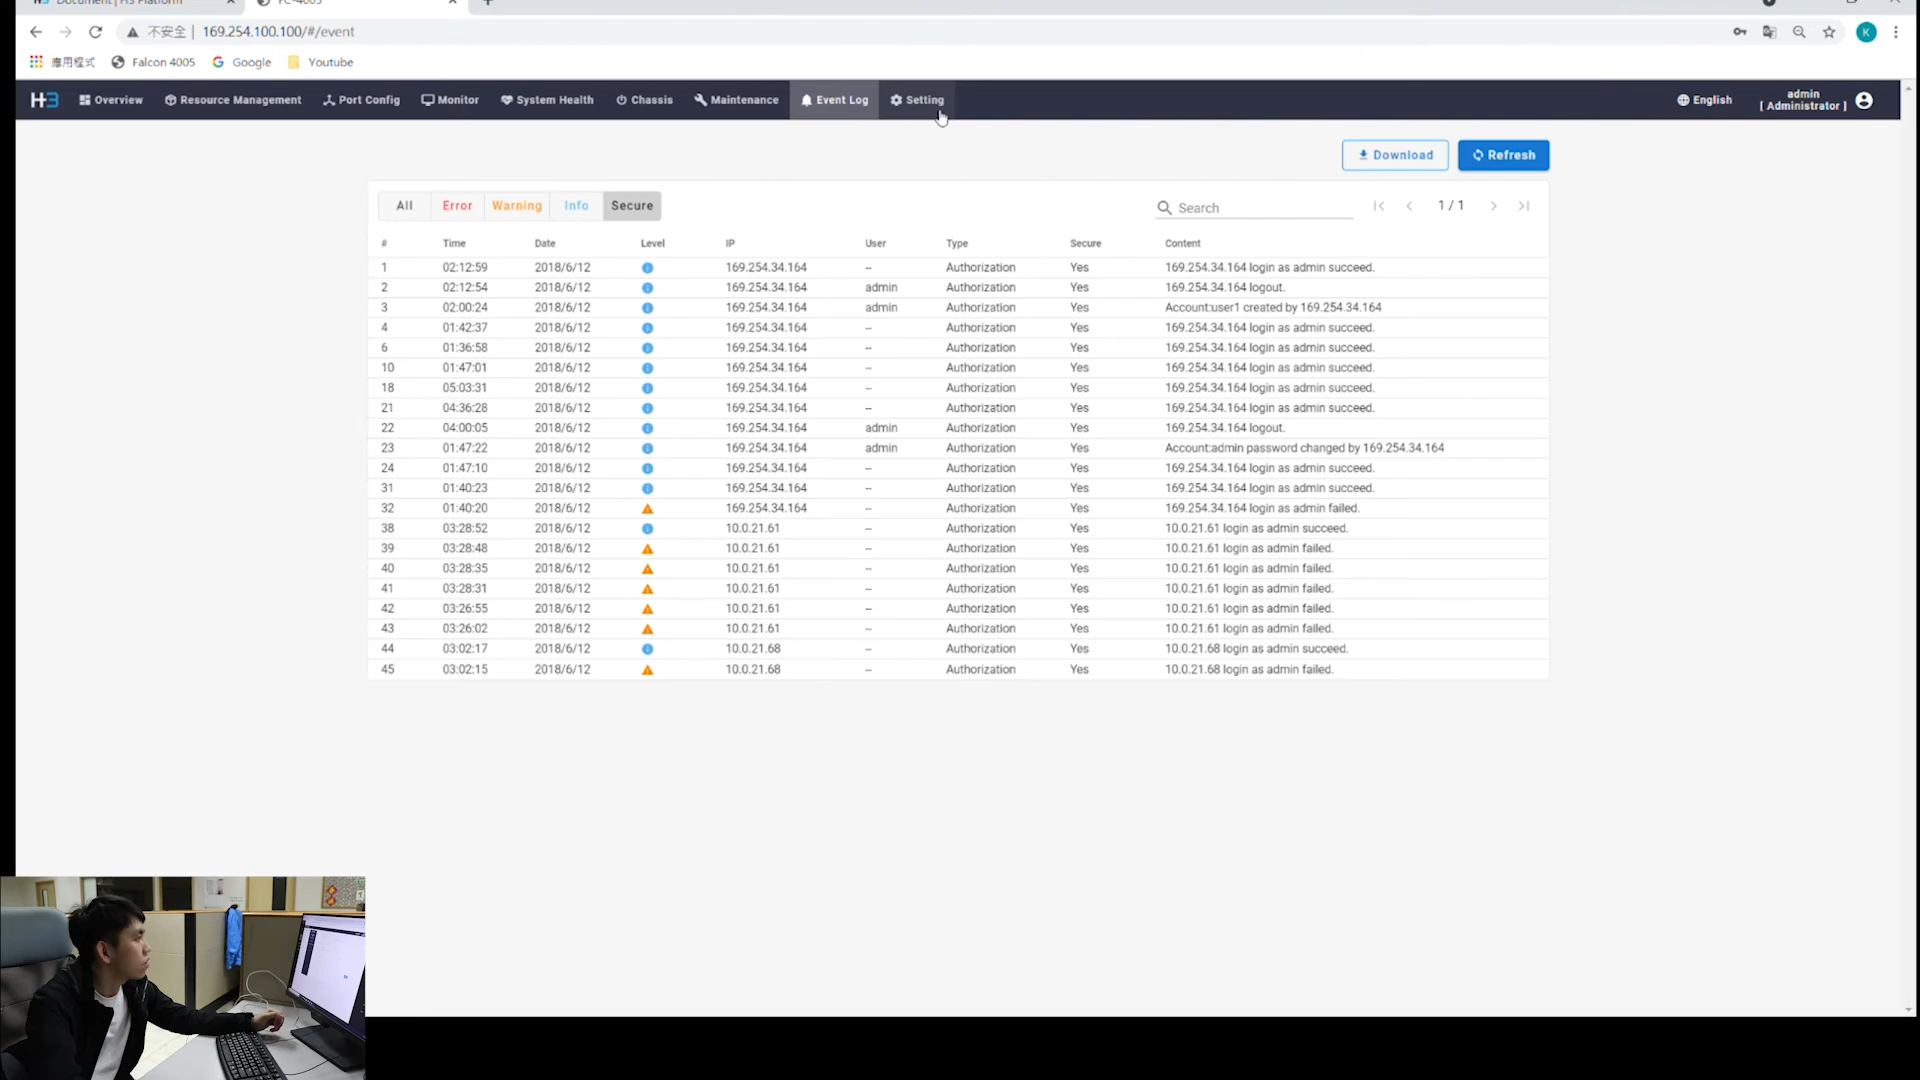 Document | H3 Platform
FC-4005
不安全 | 169.254.100.100/#/event
K
應用程式 Falcon 4005 Google Youtube
H3 Overview Resource Management Port Config Monitor System Health Chassis Maintenance Event Log Setting English admin [ Administrator ]
Download Refresh
All Error Warning Info Secure Search 1 / 1
# Time Date Level IP User Type Secure Content
1 02:12:59 2018/6/12 169.254.34.164 -- Authorization Yes 169.254.34.164 login as admin succeed.
2 02:12:54 2018/6/12 169.254.34.164 admin Authorization Yes 169.254.34.164 logout.
3 02:00:24 2018/6/12 169.254.34.164 admin Authorization Yes Account:user1 created by 169.254.34.164
4 01:42:37 2018/6/12 169.254.34.164 -- Authorization Yes 169.254.34.164 login as admin succeed.
6 01:36:58 2018/6/12 169.254.34.164 -- Authorization Yes 169.254.34.164 login as admin succeed.
10 01:47:01 2018/6/12 169.254.34.164 -- Authorization Yes 169.254.34.164 login as admin succeed.
18 05:03:31 2018/6/12 169.254.34.164 -- Authorization Yes 169.254.34.164 login as admin succeed.
21 04:36:28 2018/6/12 169.254.34.164 -- Authorization Yes 169.254.34.164 login as admin succeed.
22 04:00:05 2018/6/12 169.254.34.164 admin Authorization Yes 169.254.34.164 logout.
23 01:47:22 2018/6/12 169.254.34.164 admin Authorization Yes Account:admin password changed by 169.254.34.164
24 01:47:10 2018/6/12 169.254.34.164 -- Authorization Yes 169.254.34.164 login as admin succeed.
31 01:40:23 2018/6/12 169.254.34.164 -- Authorization Yes 169.254.34.164 login as admin succeed.
32 01:40:20 2018/6/12 169.254.34.164 -- Authorization Yes 169.254.34.164 login as admin failed.
38 03:28:52 2018/6/12 10.0.21.61 -- Authorization Yes 10.0.21.61 login as admin succeed.
39 03:28:48 2018/6/12 10.0.21.61 -- Authorization Yes 10.0.21.61 login as admin failed.
40 03:28:35 2018/6/12 10.0.21.61 -- Authorization Yes 10.0.21.61 login as admin failed.
41 03:28:31 2018/6/12 10.0.21.61 -- Authorization Yes 10.0.21.61 login as admin failed.
42 03:26:55 2018/6/12 10.0.21.61 -- Authorization Yes 10.0.21.61 login as admin failed.
43 03:26:02 2018/6/12 10.0.21.61 -- Authorization Yes 10.0.21.61 login as admin failed.
44 03:02:17 2018/6/12 10.0.21.68 -- Authorization Yes 10.0.21.68 login as admin succeed.
45 03:02:15 2018/6/12 10.0.21.68 -- Authorization Yes 10.0.21.68 login as admin failed.